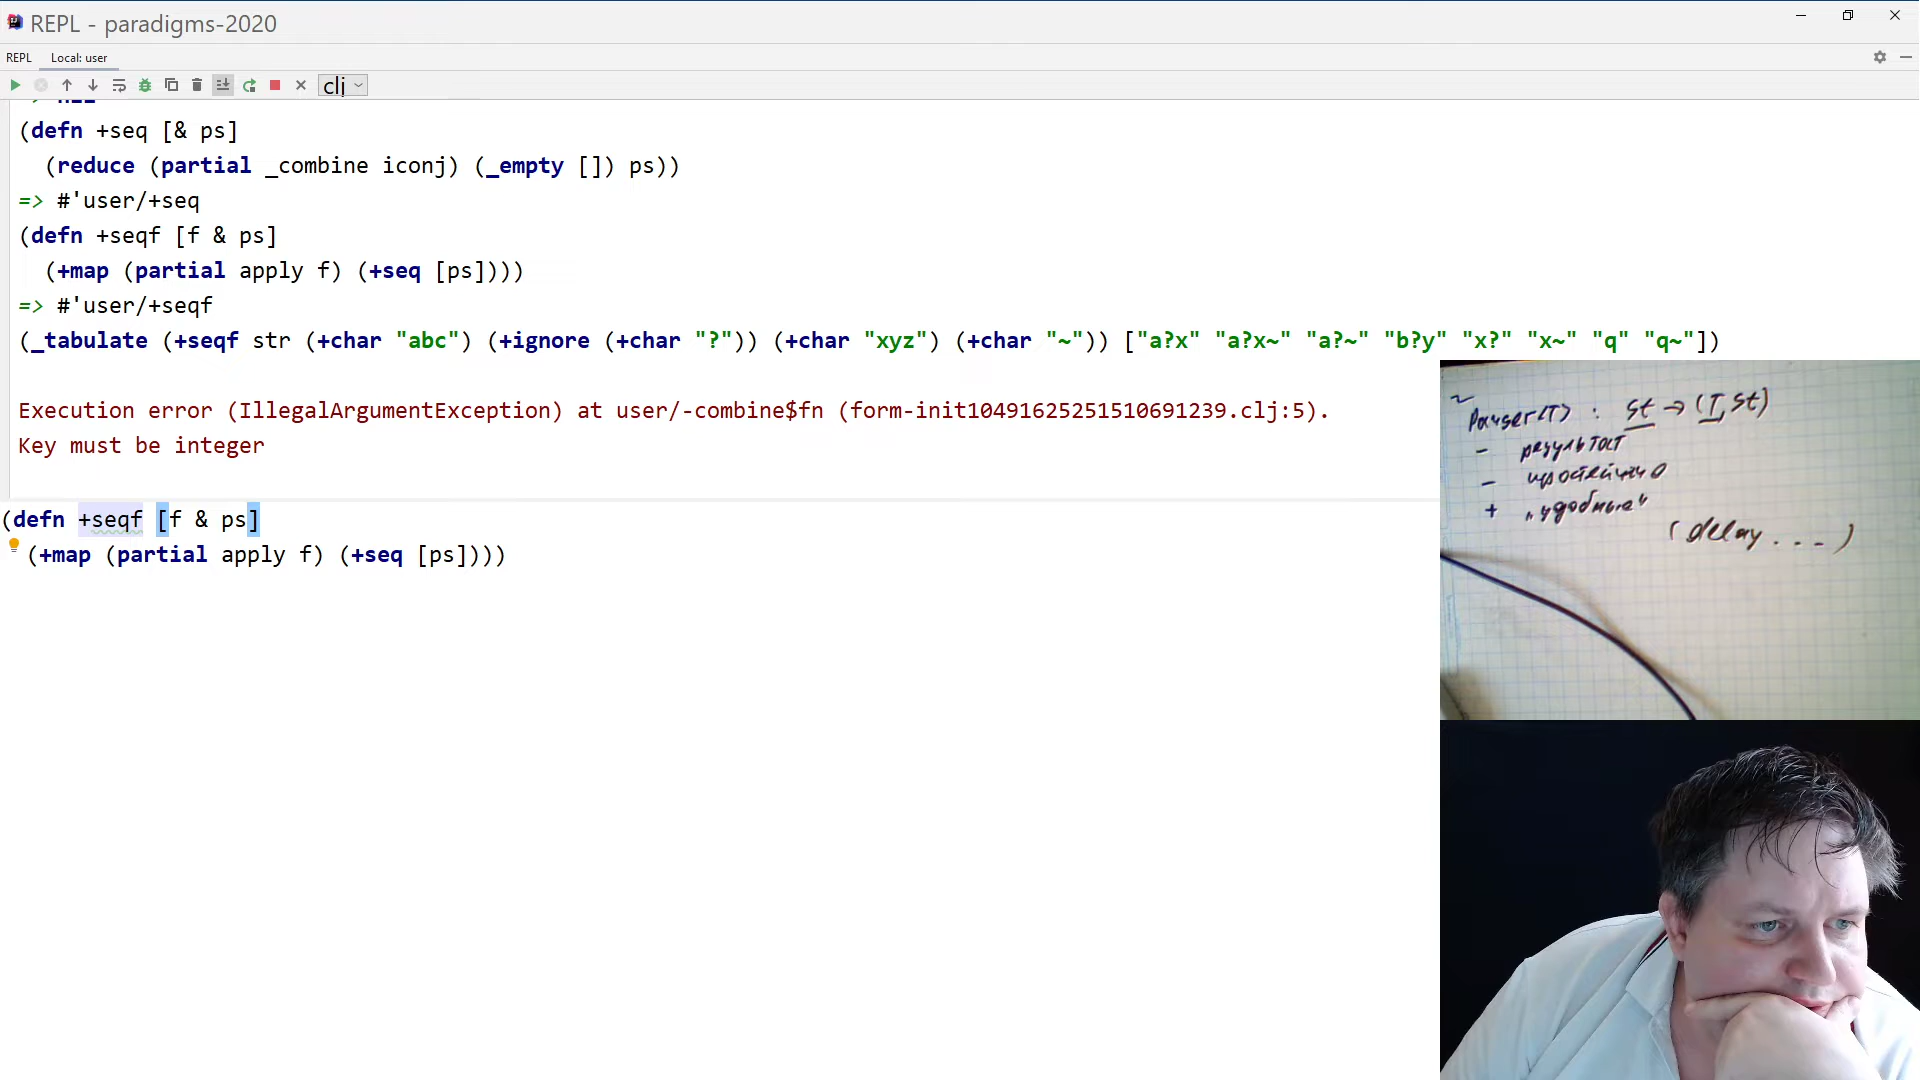 REPL - paradigms-2020
REPL Local: user
clj
(defn +seq [& ps]
(reduce (partial _combine iconj) (_empty []) ps))
=> #'user/+seq
(defn +seqf [f & ps]
(+map (partial apply f) (+seq [ps])))
=> #'user/+seqf
(_tabulate (+seqf str (+char "abc") (+ignore (+char "?")) (+char "xyz") (+char "~")) ["a?x" "a?x~" "a?~" "b?y" "x?" "x~" "q" "q~"])
Execution error (IllegalArgumentException) at user/-combine$fn (form-init10491625251510691239.clj:5).
Key must be integer
(defn +seqf [f & ps]
(+map (partial apply f) (+seq [ps])))
: St → (T, St)
- результат
-
+ „удобные"
(delay...)